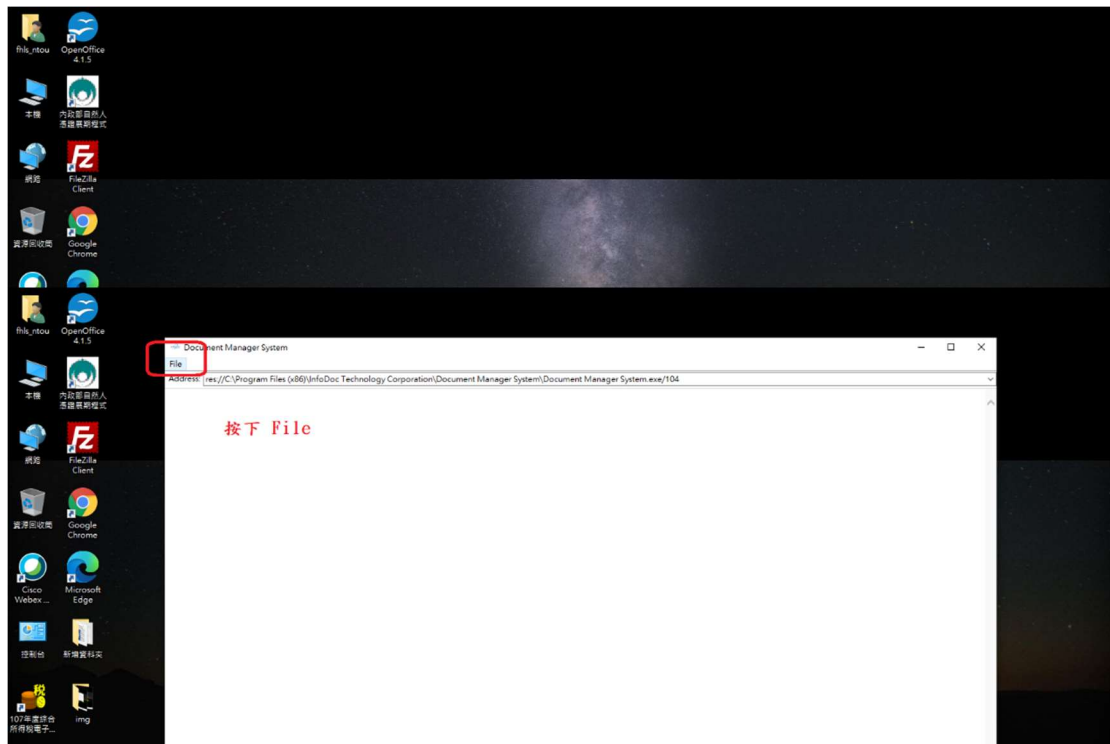 fhls_ntou
OpenOffice
4.1.5
本機
內政部自然人
憑證展期程式
網路
FileZilla
Client
資源回收筒
Google
Chrome
fhls_ntou
OpenOffice
4.1.5
Document Manager System
File
Address: res://C:\Program Files (x86)\InfoDoc Technology Corporation\Document Manager System\Document Manager System.exe/104
本機
內政部自然人
憑證展期程式
按下 File
網路
FileZilla
Client
資源回收筒
Google
Chrome
Cisco
Webex ...
Microsoft
Edge
控制台
新增資料夾
稅
107年度綜合
所得稅電子...
img